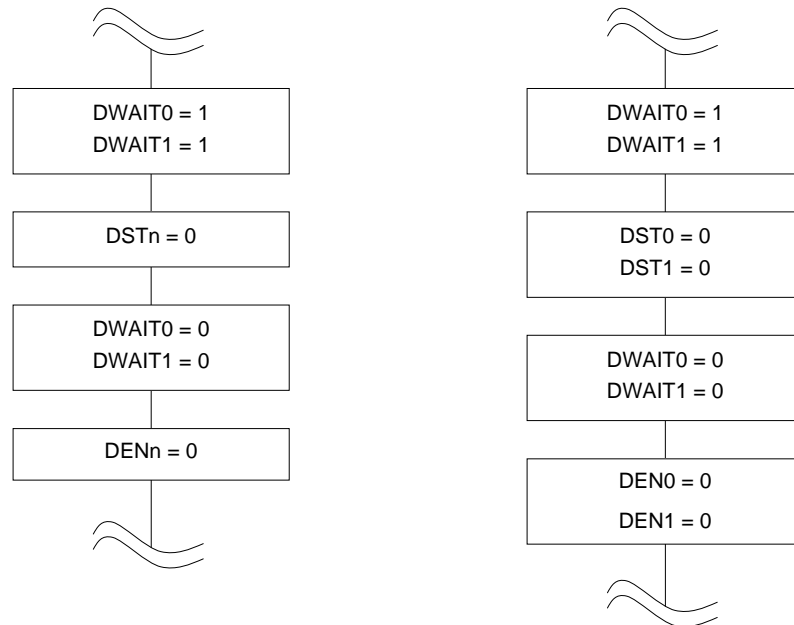 DWAIT0 = 1
DWAIT1 = 1
DSTn = 0
DWAIT0 = 0
DWAIT1 = 0
DENn = 0
DWAIT0 = 1
DWAIT1 = 1
DST0 = 0
DST1 = 0
DWAIT0 = 0
DWAIT1 = 0
DEN0 = 0
DEN1 = 0